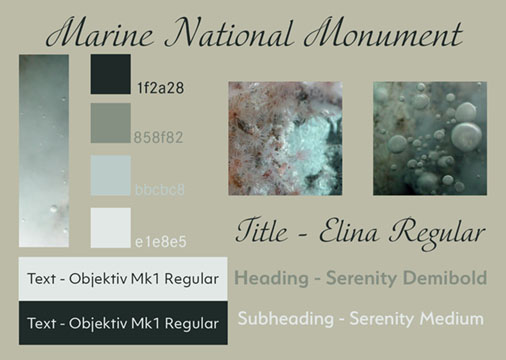 Marine National Monument
1f2a28
858f82
bbcbc8
e1e8e5
Title - Elina Regular
Text - Objektiv Mk1 Regular
Heading - Serenity Demibold
Text - Objektiv Mk1 Regular
Subheading - Serenity Medium